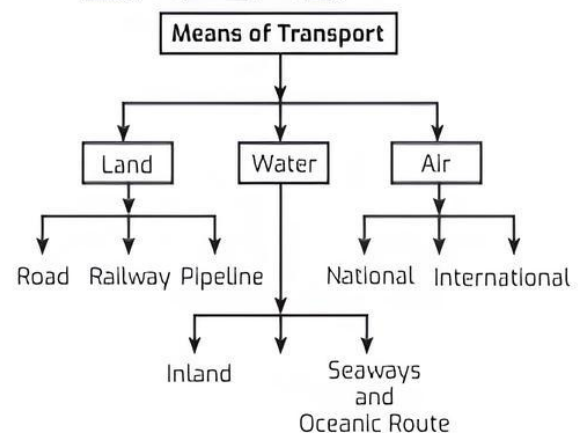 Means of Transport
Land
Water
Air
Road
Railway
Pipeline
National
International
Inland
Seaways
and
Oceanic Route